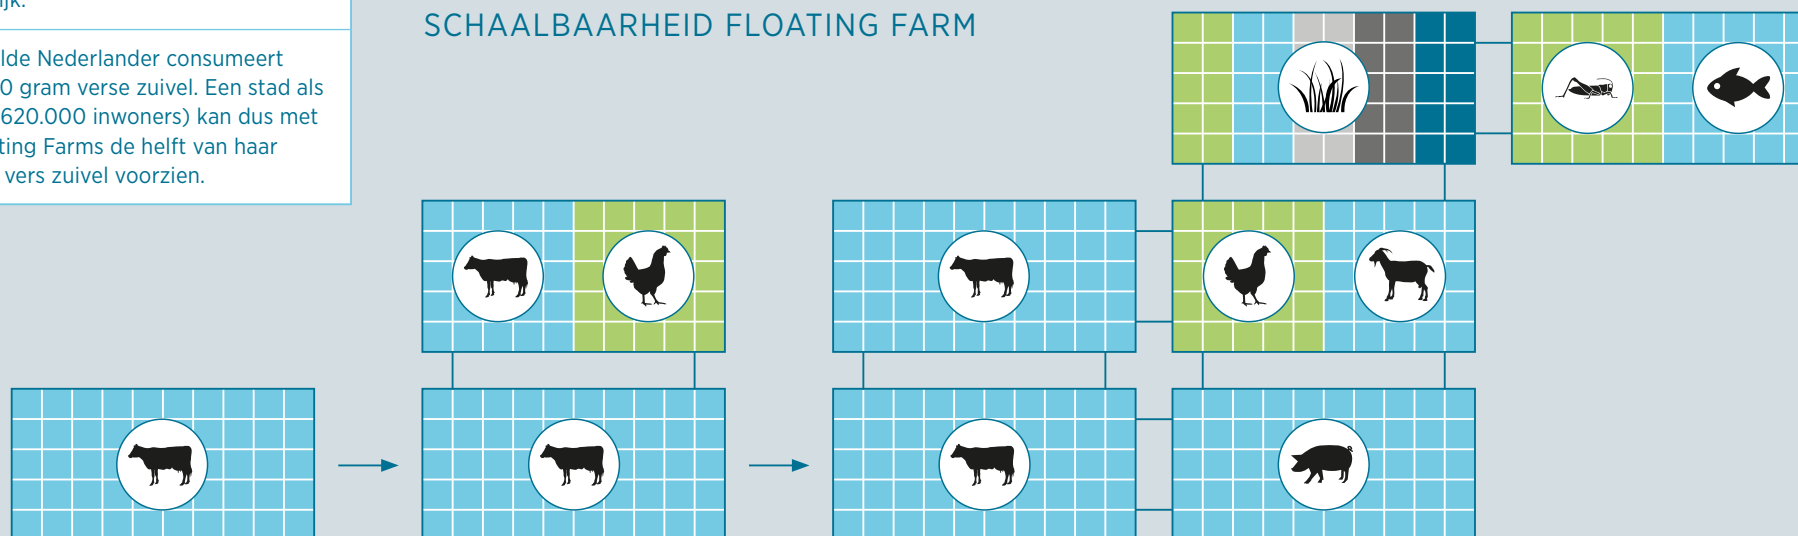 ijk.
lde Nederlander consumeert
0 gram verse zuivel. Een stad als
620.000 inwoners) kan dus met
ting Farms de helft van haar
vers zuivel voorzien.
SCHAALBAARHEID FLOATING FARM